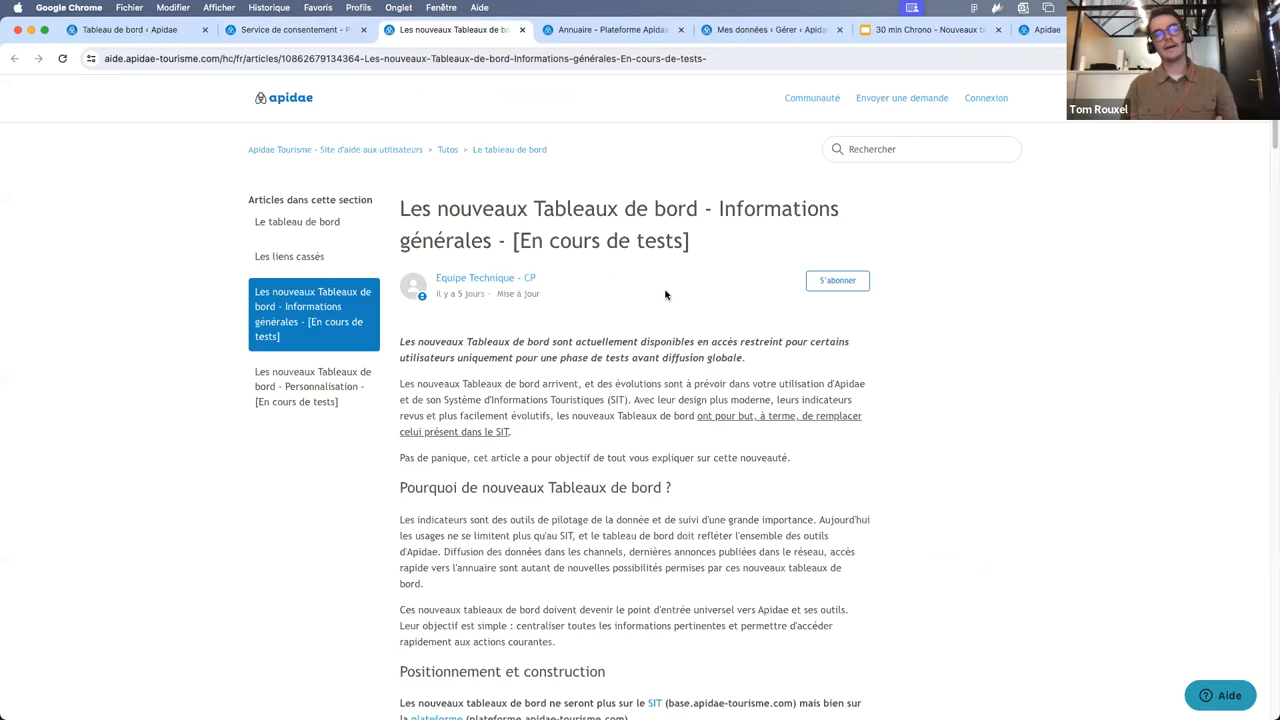 Tableau de bord ‹ Apidae
Service de consentement - P
Les nouveaux Tableaux de bo
Annuaire - Plateforme Apidae
Mes données ‹ Apidae
30 min Chrono - Nouveaux t
Apidae
aide.apidae-tourisme.com/hc/fr/articles/10862679134364-Les-nouveaux-Tableaux-de-bord-Informations-générales-En-cours-de-tests-
Tom Rouxel
apidae
Communauté
Envoyer une demande
Connexion
Apidae Tourisme - Site d'aide aux utilisateurs > Tutos > Le tableau de bord
Rechercher
Articles dans cette section
Le tableau de bord
Les liens cassés
Les nouveaux Tableaux de
bord - Informations
générales - [En cours de
tests]
Les nouveaux Tableaux de
bord - Personnalisation -
[En cours de tests]
Les nouveaux Tableaux de bord - Informations
générales - [En cours de tests]
Equipe Technique - CP
il y a 5 jours - Mise à jour
S'abonner
Les nouveaux Tableaux de bord sont actuellement disponibles en accès restreint pour certains
utilisateurs uniquement pour une phase de tests avant diffusion globale.
Les nouveaux Tableaux de bord arrivent, et des évolutions sont à prévoir dans votre utilisation d'Apidae
et de son Système d'Informations Touristiques (SIT). Avec leur design plus moderne, leurs indicateurs
revus et plus facilement évolutifs, les nouveaux Tableaux de bord ont pour but, à terme, de remplacer
celui présent dans le SIT.
Pas de panique, cet article a pour objectif de tout vous expliquer sur cette nouveauté.
Pourquoi de nouveaux Tableaux de bord ?
Les indicateurs sont des outils de pilotage de la donnée et de suivi d'une grande importance. Aujourd'hui
les usages ne se limitent plus qu'au SIT, et le tableau de bord doit refléter l'ensemble des outils
d'Apidae. Diffusion des données dans les channels, dernières annonces publiées dans le réseau, accès
rapide vers l'annuaire sont autant de nouvelles possibilités permises par ces nouveaux tableaux de
bord.
Ces nouveaux tableaux de bord doivent devenir le point d'entrée universel vers Apidae et ses outils.
Leur objectif est simple : centraliser toutes les informations pertinentes et permettre d'accéder
rapidement aux actions courantes.
Positionnement et construction
Les nouveaux tableaux de bord ne seront plus sur le SIT (base.apidae-tourisme.com) mais bien sur
la plateforme (plateforme.apidae-tourisme.com)
Aide